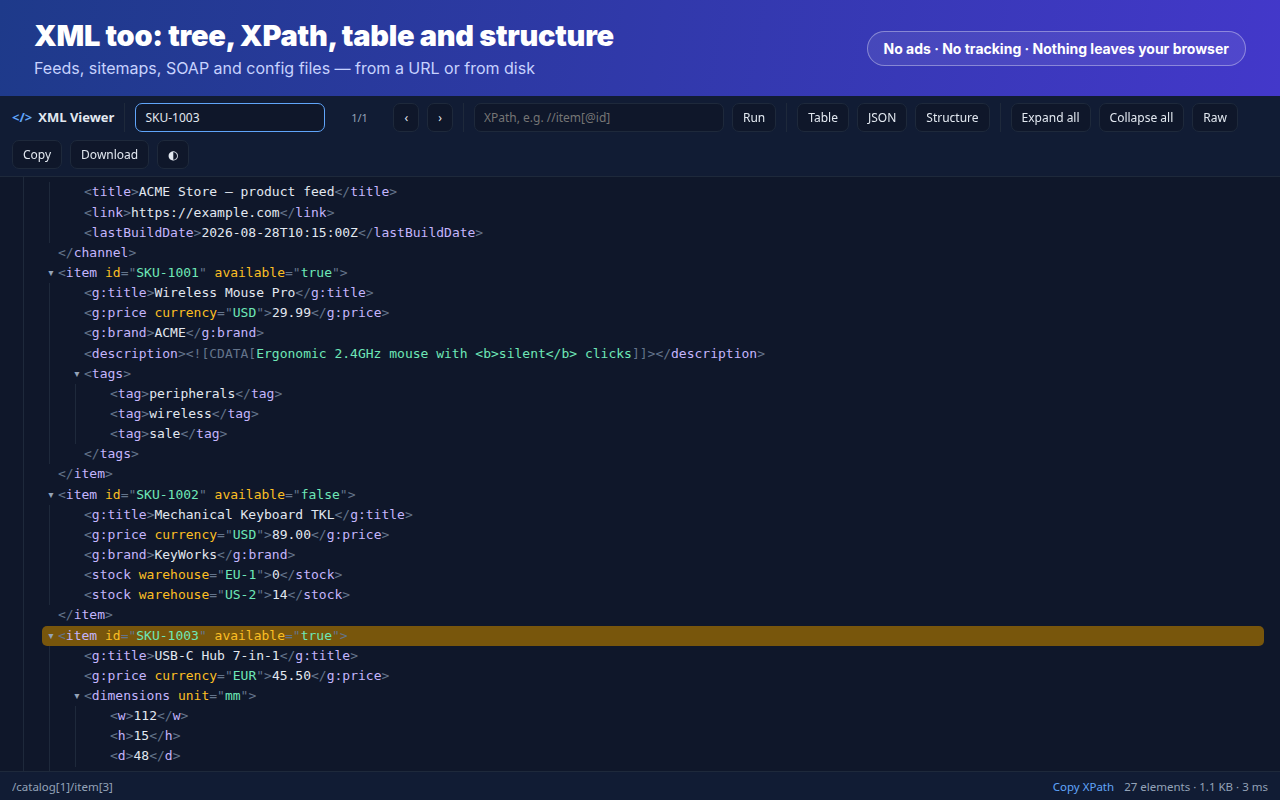 XML too: tree, XPath, table and structure
Feeds, sitemaps, SOAP and config files — from a URL or from disk
No ads · No tracking · Nothing leaves your browser
</> XML Viewer SKU-1003 1/1 ‹ › XPath, e.g. //item[@id] Run Table JSON Structure Expand all Collapse all Raw
Copy Download ◐
<title>ACME Store — product feed</title>
<link>https://example.com</link>
<lastBuildDate>2026-08-28T10:15:00Z</lastBuildDate>
</channel>
▾<item id="SKU-1001" available="true">
<g:title>Wireless Mouse Pro</g:title>
<g:price currency="USD">29.99</g:price>
<g:brand>ACME</g:brand>
<description><![CDATA[Ergonomic 2.4GHz mouse with <b>silent</b> clicks]]></description>
▾<tags>
<tag>peripherals</tag>
<tag>wireless</tag>
<tag>sale</tag>
</tags>
</item>
▾<item id="SKU-1002" available="false">
<g:title>Mechanical Keyboard TKL</g:title>
<g:price currency="USD">89.00</g:price>
<g:brand>KeyWorks</g:brand>
<stock warehouse="EU-1">0</stock>
<stock warehouse="US-2">14</stock>
</item>
▾<item id="SKU-1003" available="true">
<g:title>USB-C Hub 7-in-1</g:title>
<g:price currency="EUR">45.50</g:price>
▾<dimensions unit="mm">
<w>112</w>
<h>15</h>
<d>48</d>
/catalog[1]/item[3] Copy XPath 27 elements · 1.1 KB · 3 ms